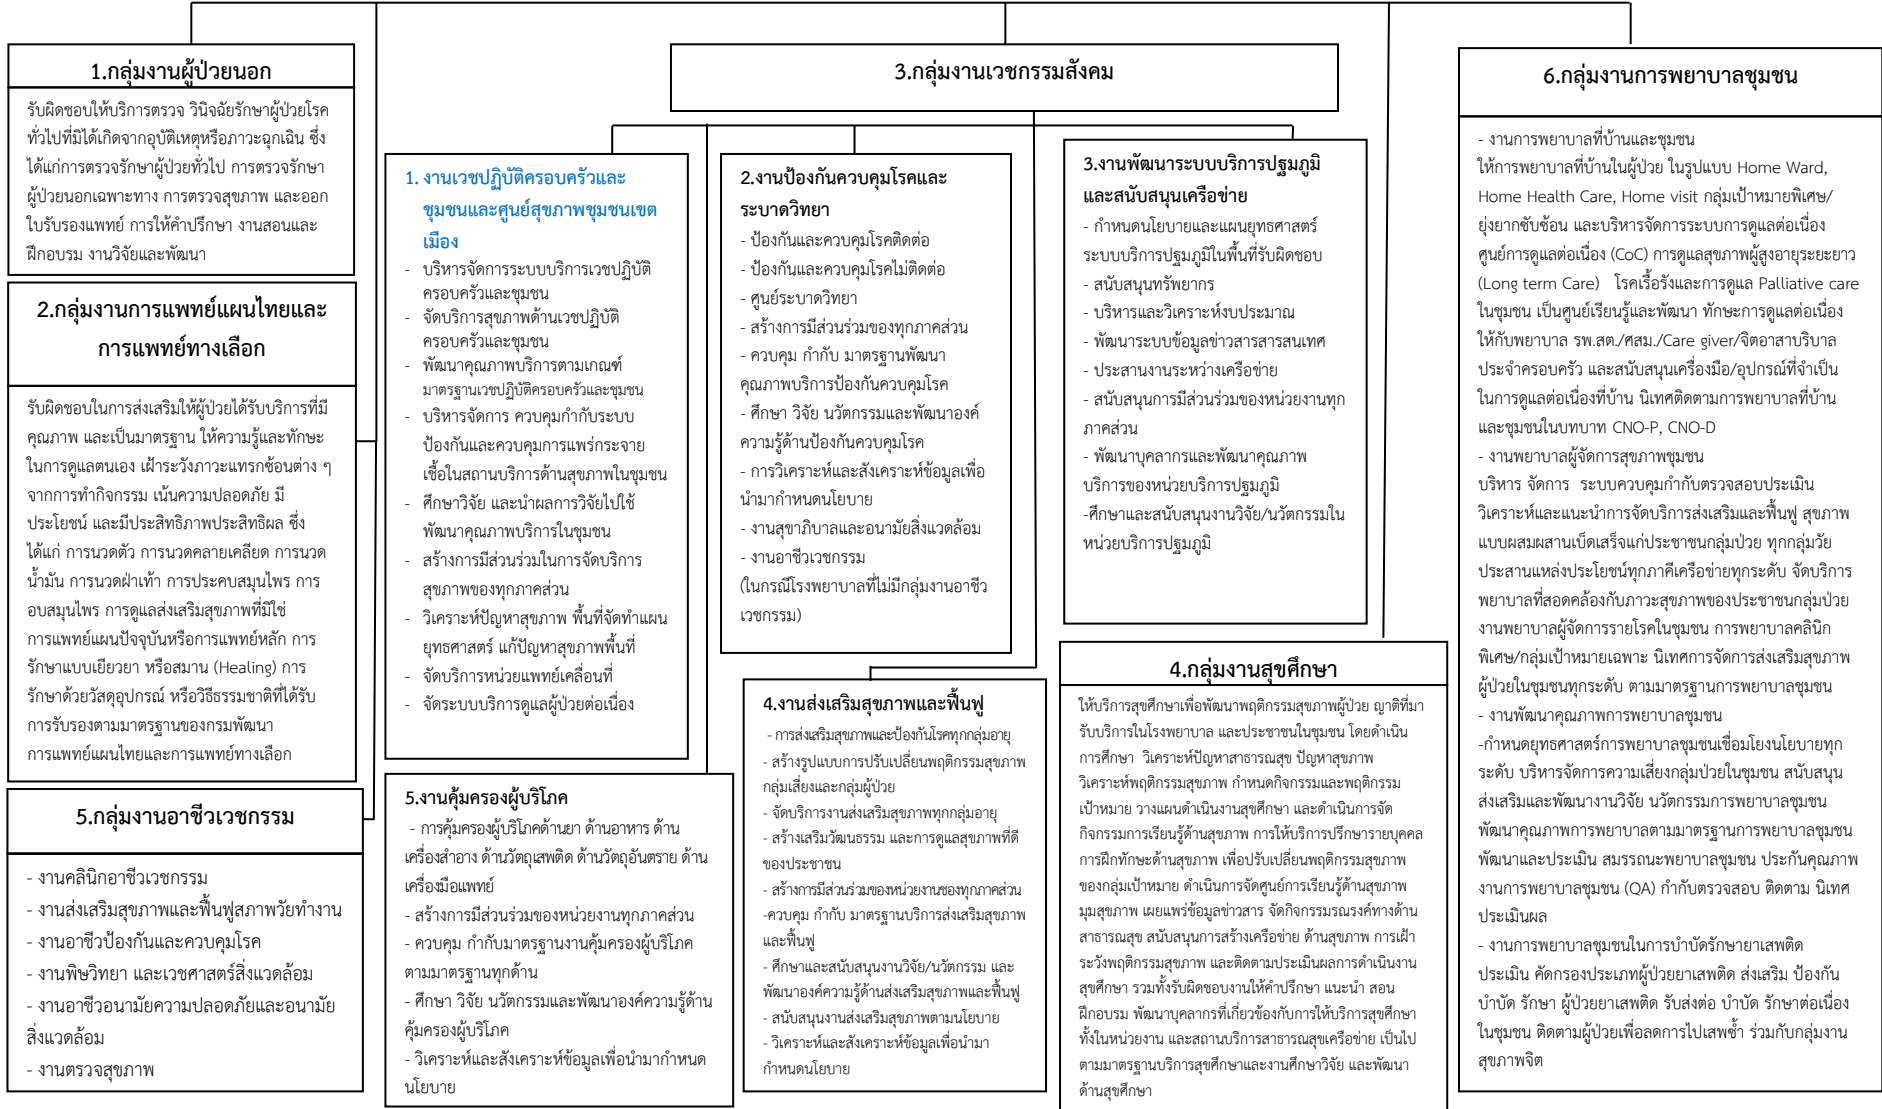 1.กลุ่มงานผู้ป่วยนอก
รับผิดชอบให้บริการตรวจ วินิจฉัยรักษาผู้ป่วยโรค
ทั่วไปที่มิได้เกิดจากอุบัติเหตุหรือภาวะฉุกเฉิน ซึ่ง
ได้แก่การตรวจรักษาผู้ป่วยทั่วไป การตรวจรักษา
ผู้ป่วยนอกเฉพาะทาง การตรวจสุขภาพ และออก
ใบรับรองแพทย์ การให้คำปรึกษา งานสอนและ
ฝึกอบรม งานวิจัยและพัฒนา
2.กลุ่มงานการแพทย์แผนไทยและ
การแพทย์ทางเลือก
รับผิดชอบในการส่งเสริมให้ผู้ป่วยได้รับบริการที่มี
คุณภาพ และเป็นมาตรฐาน ให้ความรู้และทักษะ
ในการดูแลตนเอง เฝ้าระวังภาวะแทรกซ้อนต่าง ๆ
จากการทำกิจกรรม เน้นความปลอดภัย มี
ประโยชน์ และมีประสิทธิภาพประสิทธิผล ซึ่ง
ได้แก่ การนวดตัว การนวดคลายเคลียด การนวด
น้ำมัน การนวดฝ่าเท้า การประคบสมุนไพร การ
อบสมุนไพร การดูแลส่งเสริมสุขภาพที่มิใช่
การแพทย์แผนปัจจุบันหรือการแพทย์หลัก การ
รักษาแบบเยียวยา หรือสมาน (Healing) การ
รักษาด้วยวัสดุอุปกรณ์ หรือวิธีธรรมชาติที่ได้รับ
การรับรองตามมาตรฐานของกรมพัฒนา
การแพทย์แผนไทยและการแพทย์ทางเลือก
5.กลุ่มงานอาชีวเวชกรรม
- งานคลินิกอาชีวเวชกรรม
- งานส่งเสริมสุขภาพและฟื้นฟูสภาพวัยทำงาน
- งานอาชีวป้องกันและควบคุมโรค
- งานพิษวิทยา และเวชศาสตร์สิ่งแวดล้อม
- งานอาชีวอนามัยความปลอดภัยและอนามัย
สิ่งแวดล้อม
- งานตรวจสุขภาพ
3.กลุ่มงานเวชกรรมสังคม
1. งานเวชปฏิบัติครอบครัวและ
ชุมชนและศูนย์สุขภาพชุมชนเขต
เมือง
- บริหารจัดการระบบบริการเวชปฏิบัติ
ครอบครัวและชุมชน
- จัดบริการสุขภาพด้านเวชปฏิบัติ
ครอบครัวและชุมชน
- พัฒนาคุณภาพบริการตามเกณฑ์
มาตรฐานเวชปฏิบัติครอบครัวและชุมชน
- บริหารจัดการ ควบคุมกำกับระบบ
ป้องกันและควบคุมการแพร่กระจาย
เชื้อในสถานบริการด้านสุขภาพในชุมชน
- ศึกษาวิจัย และนำผลการวิจัยไปใช้
พัฒนาคุณภาพบริการในชุมชน
- สร้างการมีส่วนร่วมในการจัดบริการ
สุขภาพของทุกภาคส่วน
- วิเคราะห์ปัญหาสุขภาพ พื้นที่จัดทำแผน
ยุทธศาสตร์ แก้ปัญหาสุขภาพพื้นที่
- จัดบริการหน่วยแพทย์เคลื่อนที่
- จัดระบบบริการดูแลผู้ป่วยต่อเนื่อง
2.งานป้องกันควบคุมโรคและ
ระบาดวิทยา
- ป้องกันและควบคุมโรคติดต่อ
- ป้องกันและควบคุมโรคไม่ติดต่อ
- ศูนย์ระบาดวิทยา
- สร้างการมีส่วนร่วมของทุกภาคส่วน
- ควบคุม กำกับ มาตรฐานพัฒนา
คุณภาพบริการป้องกันควบคุมโรค
- ศึกษา วิจัย นวัตกรรมและพัฒนาองค์
ความรู้ด้านป้องกันควบคุมโรค
- การวิเคราะห์และสังเคราะห์ข้อมูลเพื่อ
นำมากำหนดนโยบาย
- งานสุขาภิบาลและอนามัยสิ่งแวดล้อม
- งานอาชีวเวชกรรม
(ในกรณีโรงพยาบาลที่ไม่มีกลุ่มงานอาชีว
เวชกรรม)
3.งานพัฒนาระบบบริการปฐมภูมิ
และสนับสนุนเครือข่าย
- กำหนดนโยบายและแผนยุทธศาสตร์
ระบบบริการปฐมภูมิในพื้นที่รับผิดชอบ
- สนับสนุนทรัพยากร
- บริหารและวิเคราะห์งบประมาณ
- พัฒนาระบบข้อมูลข่าวสารสารสนเทศ
- ประสานงานระหว่างเครือข่าย
- สนับสนุนการมีส่วนร่วมของหน่วยงานทุก
ภาคส่วน
- พัฒนาบุคลากรและพัฒนาคุณภาพ
บริการของหน่วยบริการปฐมภูมิ
-ศึกษาและสนับสนุนงานวิจัย/นวัตกรรมใน
หน่วยบริการปฐมภูมิ
5.งานคุ้มครองผู้บริโภค
- การคุ้มครองผู้บริโภคด้านยา ด้านอาหาร ด้าน
เครื่องสำอาง ด้านวัตถุเสพติด ด้านวัตถุอันตราย ด้าน
เครื่องมือแพทย์
- สร้างการมีส่วนร่วมของหน่วยงานทุกภาคส่วน
- ควบคุม กำกับมาตรฐานงานคุ้มครองผู้บริโภค
ตามมาตรฐานทุกด้าน
- ศึกษา วิจัย นวัตกรรมและพัฒนาองค์ความรู้ด้าน
คุ้มครองผู้บริโภค
- วิเคราะห์และสังเคราะห์ข้อมูลเพื่อนำมากำหนด
นโยบาย
4.งานส่งเสริมสุขภาพและฟื้นฟู
- การส่งเสริมสุขภาพและป้องกันโรคทุกกลุ่มอายุ
- สร้างรูปแบบการปรับเปลี่ยนพฤติกรรมสุขภาพ
กลุ่มเสี่ยงและกลุ่มผู้ป่วย
- จัดบริการงานส่งเสริมสุขภาพทุกกลุ่มอายุ
- สร้างเสริมวัฒนธรรม และการดูแลสุขภาพที่ดี
ของประชาชน
- สร้างการมีส่วนร่วมของหน่วยงานของทุกภาคส่วน
-ควบคุม กำกับ มาตรฐานบริการส่งเสริมสุขภาพ
และฟื้นฟู
- ศึกษาและสนับสนุนงานวิจัย/นวัตกรรม และ
พัฒนาองค์ความรู้ด้านส่งเสริมสุขภาพและฟื้นฟู
- สนับสนุนงานส่งเสริมสุขภาพตามนโยบาย
- วิเคราะห์และสังเคราะห์ข้อมูลเพื่อนำมา
กำหนดนโยบาย
4.กลุ่มงานสุขศึกษา
ให้บริการสุขศึกษาเพื่อพัฒนาพฤติกรรมสุขภาพผู้ป่วย ญาติที่มา
รับบริการในโรงพยาบาล และประชาชนในชุมชน โดยดำเนิน
การศึกษา วิเคราะห์ปัญหาสาธารณสุข ปัญหาสุขภาพ
วิเคราะห์พฤติกรรมสุขภาพ กำหนดกิจกรรมและพฤติกรรม
เป้าหมาย วางแผนดำเนินงานสุขศึกษา และดำเนินการจัด
กิจกรรมการเรียนรู้ด้านสุขภาพ การให้บริการปรึกษารายบุคคล
การฝึกทักษะด้านสุขภาพ เพื่อปรับเปลี่ยนพฤติกรรมสุขภาพ
ของกลุ่มเป้าหมาย ดำเนินการจัดศูนย์การเรียนรู้ด้านสุขภาพ
มุมสุขภาพ เผยแพร่ข้อมูลข่าวสาร จัดกิจกรรมรณรงค์ทางด้าน
สาธารณสุข สนับสนุนการสร้างเครือข่าย ด้านสุขภาพ การเฝ้า
ระวังพฤติกรรมสุขภาพ และติดตามประเมินผลการดำเนินงาน
สุขศึกษา รวมทั้งรับผิดชอบงานให้คำปรึกษา แนะนำ สอน
ฝึกอบรม พัฒนาบุคลากรที่เกี่ยวข้องกับการให้บริการสุขศึกษา
ทั้งในหน่วยงาน และสถานบริการสาธารณสุขเครือข่าย เป็นไป
ตามมาตรฐานบริการสุขศึกษาและงานศึกษาวิจัย และพัฒนา
ด้านสุขศึกษา
6.กลุ่มงานการพยาบาลชุมชน
- งานการพยาบาลที่บ้านและชุมชน
ให้การพยาบาลที่บ้านในผู้ป่วย ในรูปแบบ Home Ward,
Home Health Care, Home visit กลุ่มเป้าหมายพิเศษ/
ยุ่งยากซับซ้อน และบริหารจัดการระบบการดูแลต่อเนื่อง
ศูนย์การดูแลต่อเนื่อง (CoC) การดูแลสุขภาพผู้สูงอายุระยะยาว
(Long term Care) โรคเรื้อรังและการดูแล Palliative care
ในชุมชน เป็นศูนย์เรียนรู้และพัฒนา ทักษะการดูแลต่อเนื่อง
ให้กับพยาบาล รพ.สต./ศสม./Care giver/จิตอาสาบริบาล
ประจำครอบครัว และสนับสนุนเครื่องมือ/อุปกรณ์ที่จำเป็น
ในการดูแลต่อเนื่องที่บ้าน นิเทศติดตามการพยาบาลที่บ้าน
และชุมชนในบทบาท CNO-P, CNO-D
- งานพยาบาลผู้จัดการสุขภาพชุมชน
บริหาร จัดการ ระบบควบคุมกำกับตรวจสอบประเมิน
วิเคราะห์และแนะนำการจัดบริการส่งเสริมและฟื้นฟู สุขภาพ
แบบผสมผสานเบ็ดเสร็จแก่ประชาชนกลุ่มป่วย ทุกกลุ่มวัย
ประสานแหล่งประโยชน์ทุกภาคีเครือข่ายทุกระดับ จัดบริการ
พยาบาลที่สอดคล้องกับภาวะสุขภาพของประชาชนกลุ่มป่วย
งานพยาบาลผู้จัดการรายโรคในชุมชน การพยาบาลคลินิก
พิเศษ/กลุ่มเป้าหมายเฉพาะ นิเทศการจัดการส่งเสริมสุขภาพ
ผู้ป่วยในชุมชนทุกระดับ ตามมาตรฐานการพยาบาลชุมชน
- งานพัฒนาคุณภาพการพยาบาลชุมชน
-กำหนดยุทธศาสตร์การพยาบาลชุมชนเชื่อมโยงนโยบายทุก
ระดับ บริหารจัดการความเสี่ยงกลุ่มป่วยในชุมชน สนับสนุน
ส่งเสริมและพัฒนางานวิจัย นวัตกรรมการพยาบาลชุมชน
พัฒนาคุณภาพการพยาบาลตามมาตรฐานการพยาบาลชุมชน
พัฒนาและประเมิน สมรรถนะพยาบาลชุมชน ประกันคุณภาพ
งานการพยาบาลชุมชน (QA) กำกับตรวจสอบ ติดตาม นิเทศ
ประเมินผล
- งานการพยาบาลชุมชนในการบำบัดรักษายาเสพติด
ประเมิน คัดกรองประเภทผู้ป่วยยาเสพติด ส่งเสริม ป้องกัน
บำบัด รักษา ผู้ป่วยยาเสพติด รับส่งต่อ บำบัด รักษาต่อเนื่อง
ในชุมชน ติดตามผู้ป่วยเพื่อลดการไปเสพซ้ำ ร่วมกับกลุ่มงาน
สุขภาพจิต